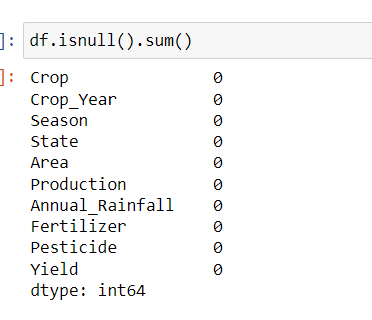 ]: df.isnull().sum()
]: Crop 0
Crop_Year 0
Season 0
State 0
Area 0
Production 0
Annual_Rainfall 0
Fertilizer 0
Pesticide 0
Yield 0
dtype: int64